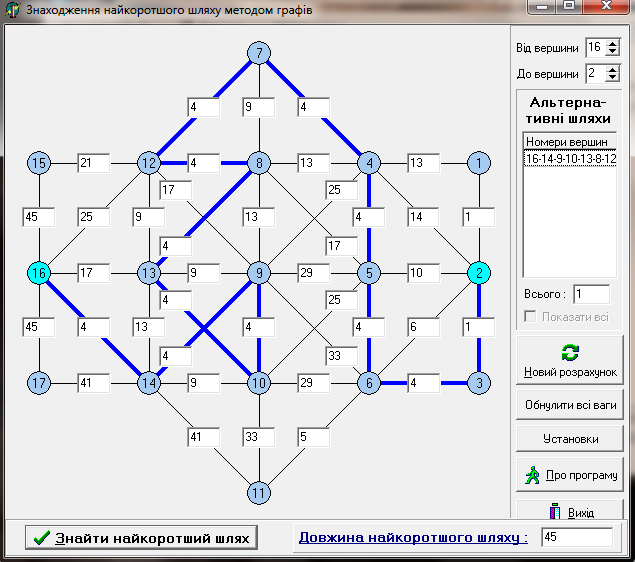 Знаходження найкоротшого шляху методом графів
Від вершини 16
До вершини 2
Альтерна-
тивні шляхи
Номери вершин
16-14-9-10-13-8-12
Всього : 1
Показати всі
Новий розрахунок
Обнулити всі ваги
Установки
Про програму
Вихід
7
4 9 4
15 21 12 4 8 13 4 13 1
17 25
45 25 9 13 4 14 1
4 17
16 17 13 9 9 29 5 10 2
4 25
45 4 13 4 4 6 1
4 33
17 41 14 9 10 29 6 4 3
41 33 5
11
Знайти найкоротший шлях
Довжина найкоротшого шляху : 45